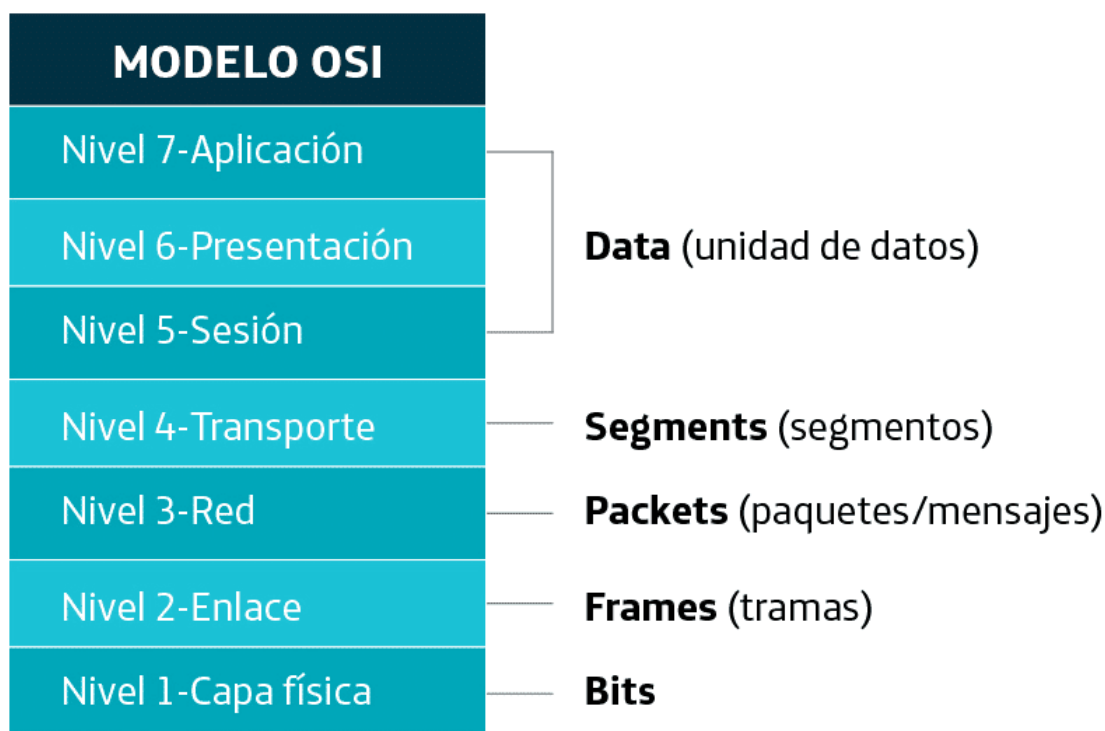 MODELO OSI
Nivel 7-Aplicación
Nivel 6-Presentación
Data (unidad de datos)
Nivel 5-Sesión
Nivel 4-Transporte
Segments (segmentos)
Nivel 3-Red
Packets (paquetes/mensajes)
Nivel 2-Enlace
Frames (tramas)
Nivel 1-Capa física
Bits